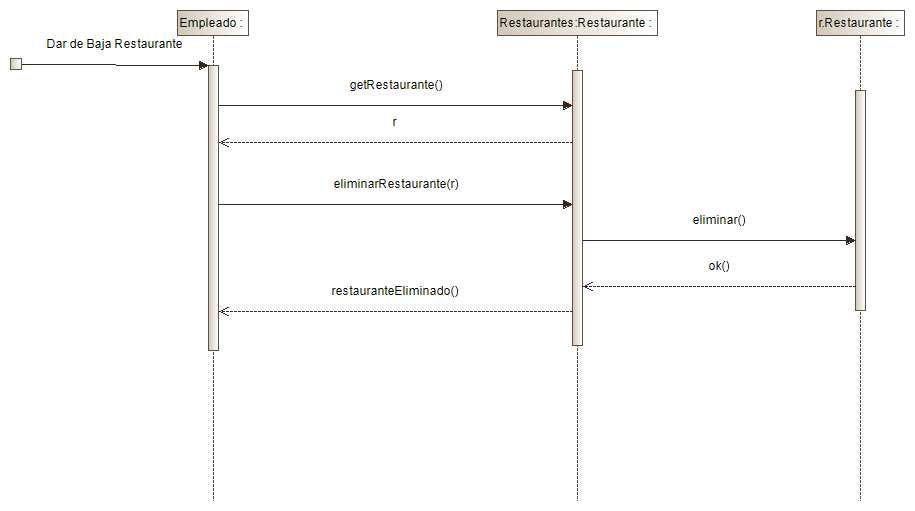 Empleado :
Restaurantes:Restaurante :
r.Restaurante :
Dar de Baja Restaurante
getRestaurante()
r
eliminarRestaurante(r)
eliminar()
ok()
restauranteEliminado()